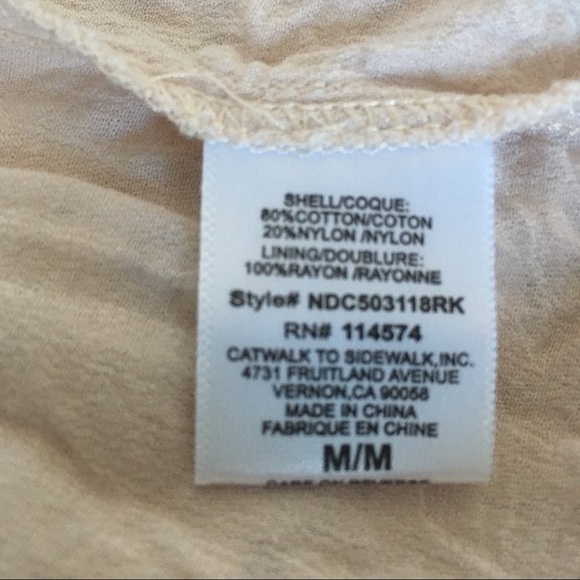 SHELL/COQUE:
80%COTTON/COTON
20%NYLON /NYLON
LINING/DOUBLURE:
100%RAYON /RAYONNE
Style# NDC503118RK
RN# 114574
CATWALK TO SIDEWALK,INC.
4731 FRUITLAND AVENUE
VERNON,CA 90058
MADE IN CHINA
FABRIQUE EN CHINE
M/M